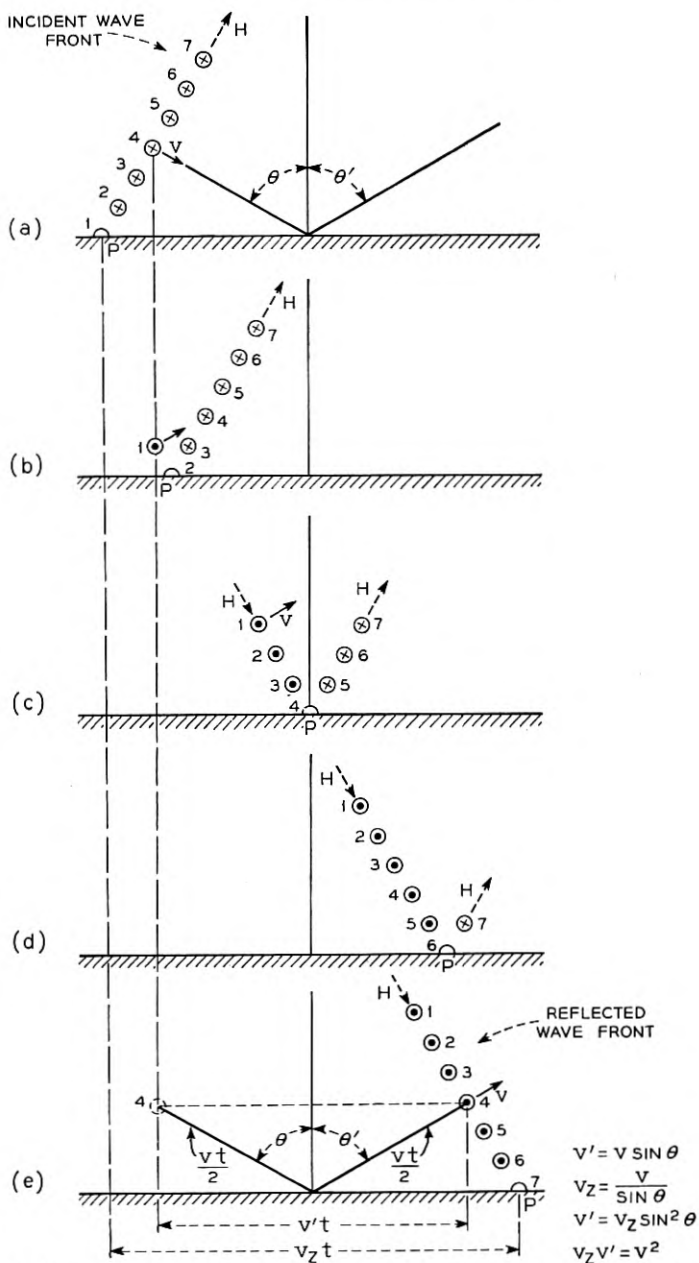 INCIDENT WAVE
FRONT
7 H
6
5
4 V θ θ'
3
2
1
(a) P
H
7
6
5
4
1 3
(b) 2
P
H H
1 V 7
2 6
3 5
4
(c) P
H
1
2
3
4 H
5 7
(d) 6
P
H 1
2 REFLECTED
WAVE FRONT
3
4 θ θ' 4 V
5
vt/2 vt/2 6
(e) 7
P
V't
Vzt
V' = V SIN θ
Vz = V/SIN θ
V' = Vz SIN² θ
VzV' = V²